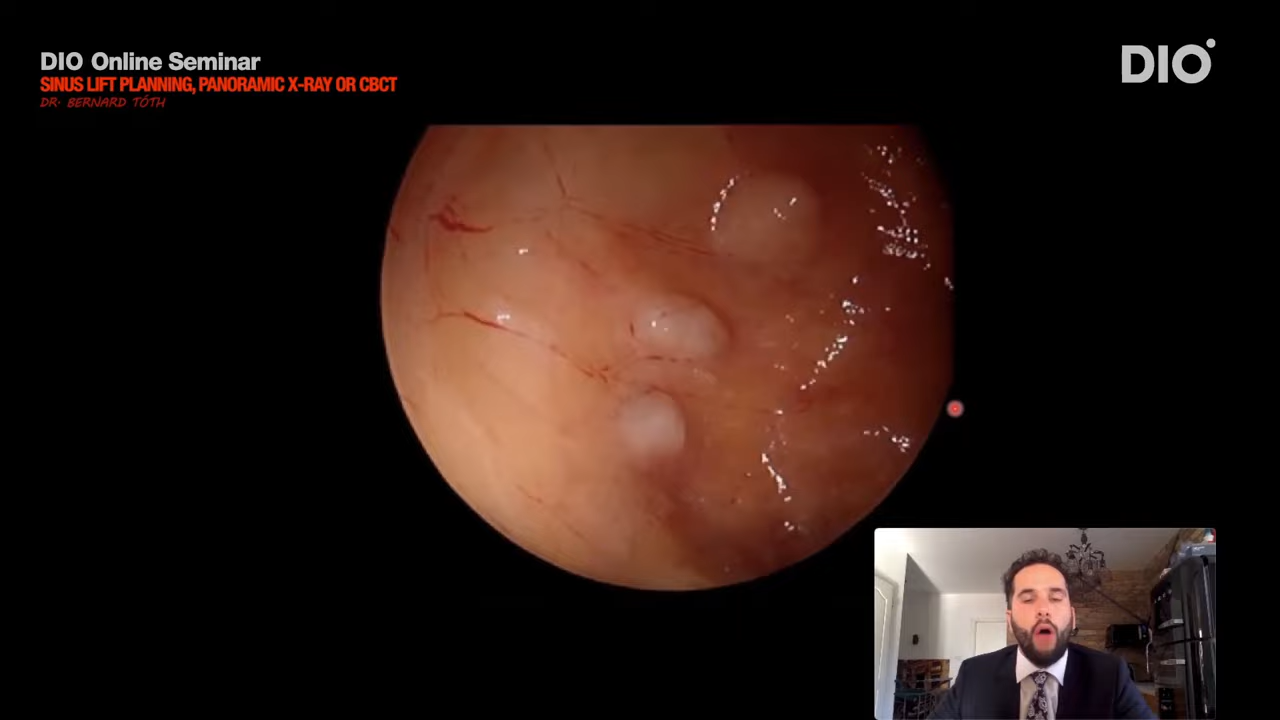 DIO Online Seminar
SINUS LIFT PLANNING, PANORAMIC X-RAY OR CBCT
DR. BERNARD TÓTH
DIO